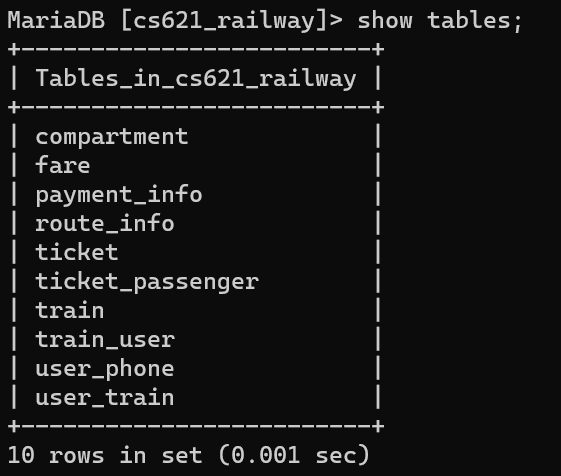 MariaDB [cs621_railway]> show tables;
+-------------------------+
| Tables_in_cs621_railway |
+-------------------------+
| compartment             |
| fare                    |
| payment_info            |
| route_info              |
| ticket                  |
| ticket_passenger        |
| train                   |
| train_user              |
| user_phone              |
| user_train              |
+-------------------------+
10 rows in set (0.001 sec)